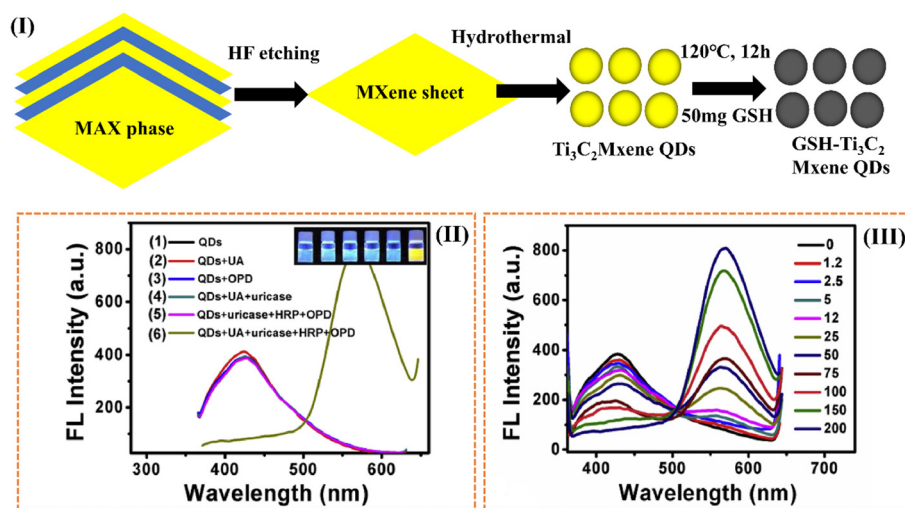 (I)
HF etching
Hydrothermal
120°C, 12h
MAX phase
MXene sheet
50mg GSH
Ti₃C₂Mxene QDs
GSH-Ti₃C₂
Mxene QDs
(II)
FL Intensity (a.u.)
800
600
400
300
200
100
(1) QDs
(2) QDs+UA
(3) QDs+OPD
(4) QDs+UA+uricase
(5) QDs+uricase+HRP+OPD
(6) QDs+UA+uricase+HRP+OPD
300 400 500 600
Wavelength (nm)
(III)
FL Intensity (a.u.)
800
600
400
200
0
0
1.2
2.5
5
12
25
50
75
100
150
200
400 500 600 700
Wavelength (nm)